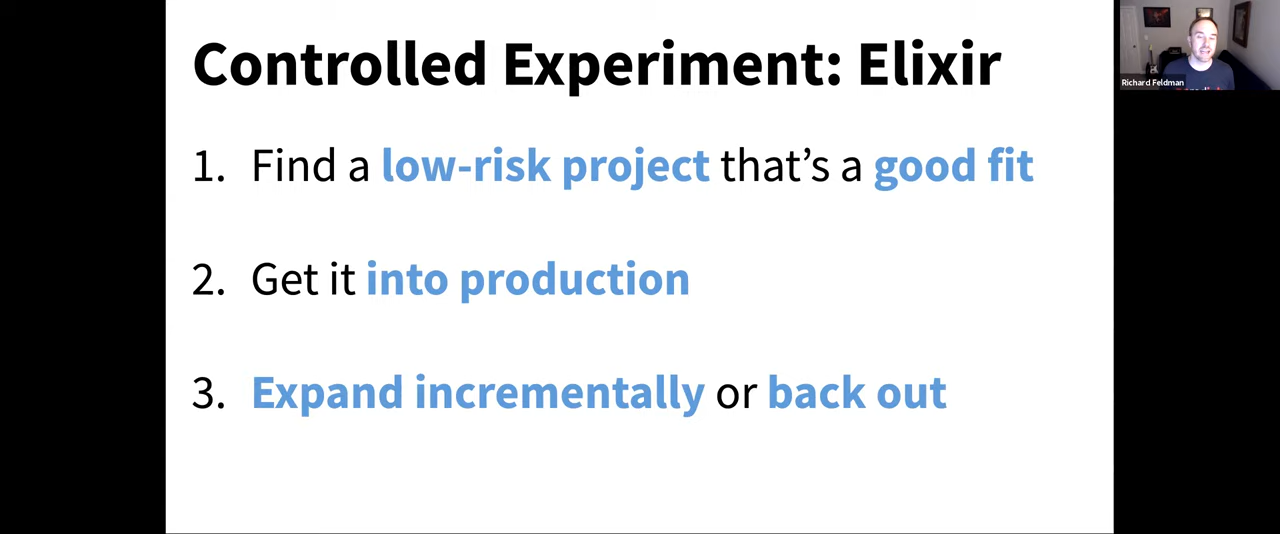 Controlled Experiment: Elixir
1. Find a low-risk project that's a good fit
2. Get it into production
3. Expand incrementally or back out
Richard Feldman